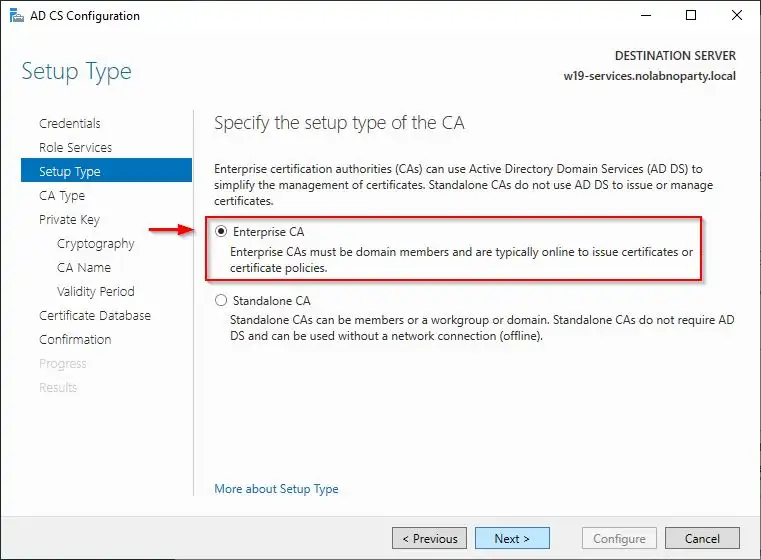 AD CS Configuration
Setup Type
DESTINATION SERVER
w19-services.nolabnoparty.local
Credentials
Role Services
Setup Type
CA Type
Private Key
Cryptography
CA Name
Validity Period
Certificate Database
Confirmation
Progress
Results
Specify the setup type of the CA
Enterprise certification authorities (CAs) can use Active Directory Domain Services (AD DS) to
simplify the management of certificates. Standalone CAs do not use AD DS to issue or manage
certificates.
Enterprise CA
Enterprise CAs must be domain members and are typically online to issue certificates or
certificate policies.
Standalone CA
Standalone CAs can be members or a workgroup or domain. Standalone CAs do not require AD
DS and can be used without a network connection (offline).
More about Setup Type
< Previous
Next >
Configure
Cancel